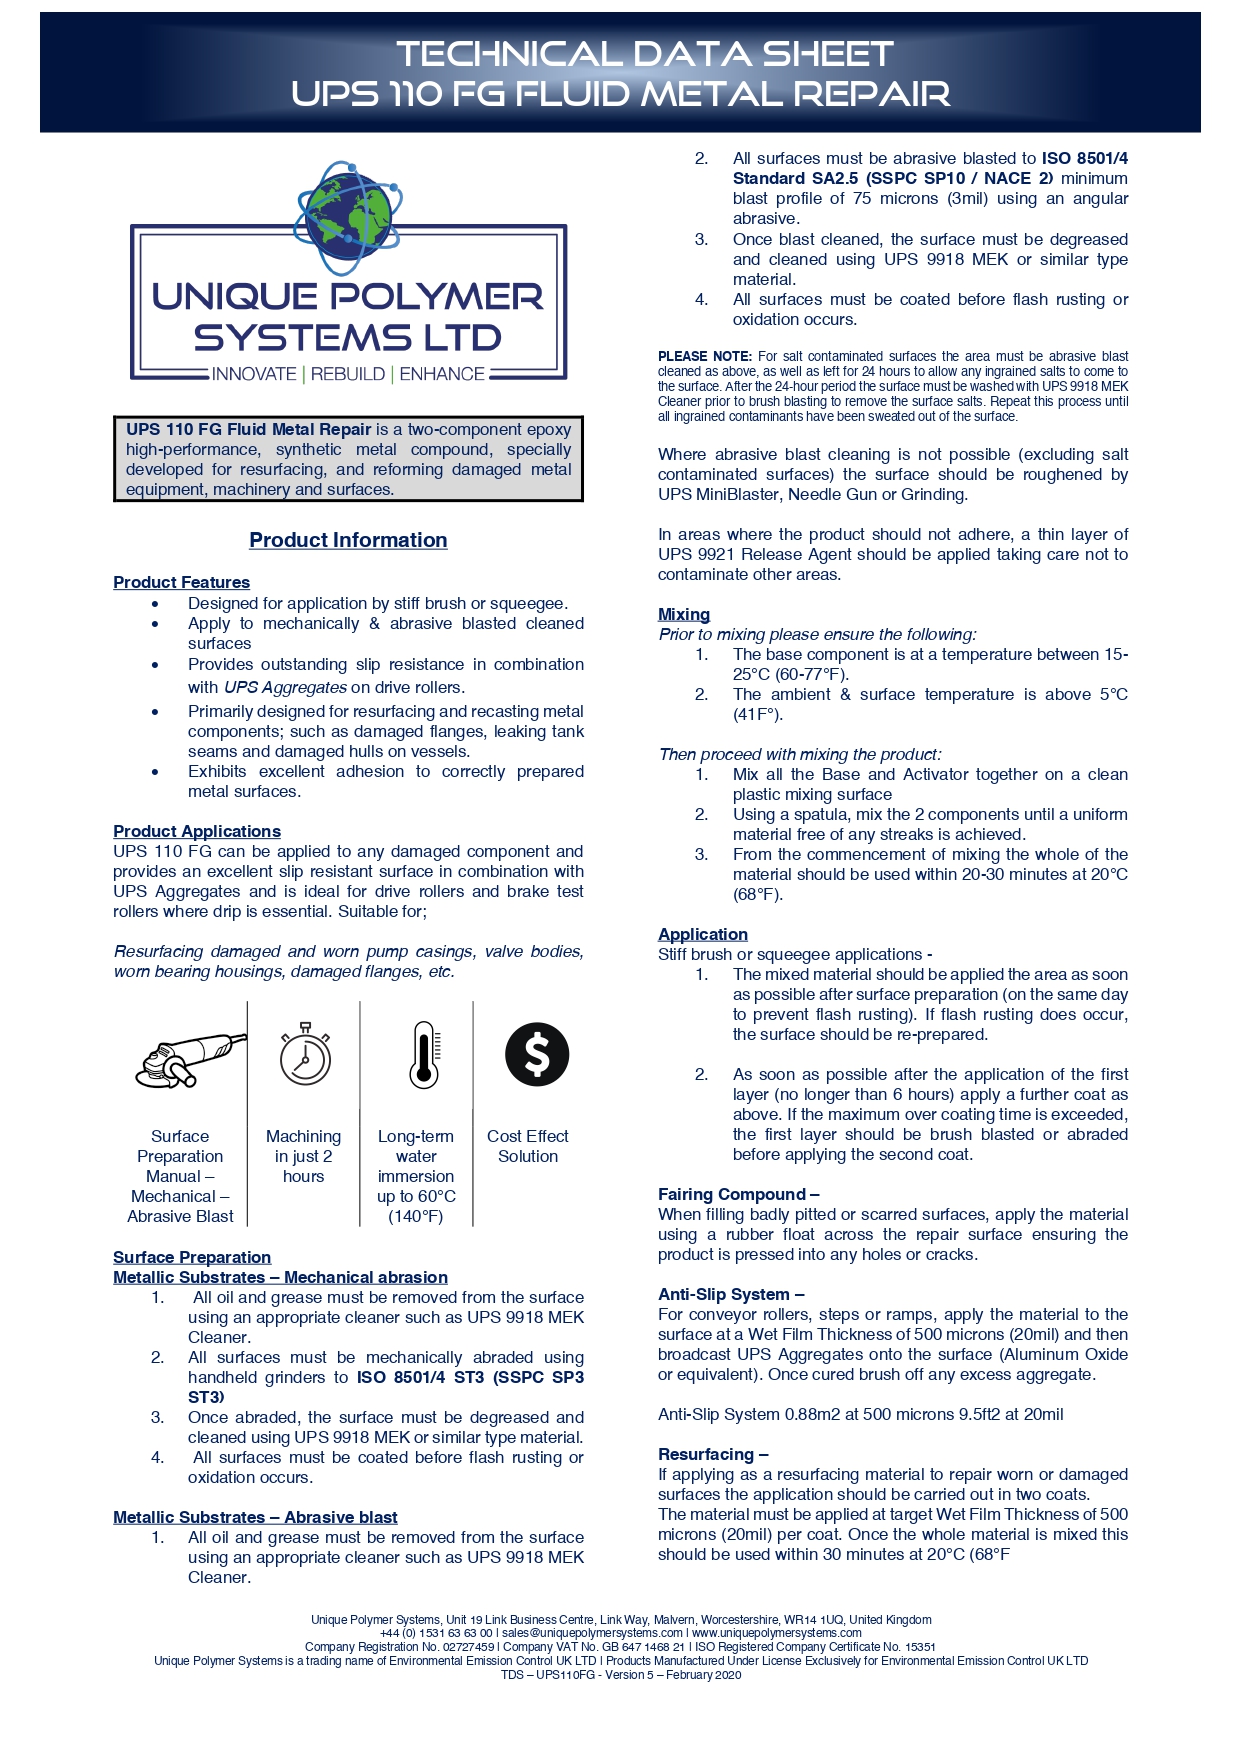 TECHNICAL DATA SHEET
UPS 110 FG FLUID METAL REPAIR
UNIQUE POLYMER
SYSTEMS LTD
INNOVATE | REBUILD | ENHANCE
UPS 110 FG Fluid Metal Repair is a two-component epoxy
high-performance, synthetic metal compound, specially
developed for resurfacing, and reforming damaged metal
equipment, machinery and surfaces.
Product Information
Product Features
• Designed for application by stiff brush or squeegee.
• Apply to mechanically & abrasive blasted cleaned
surfaces
• Provides outstanding slip resistance in combination
with UPS Aggregates on drive rollers.
• Primarily designed for resurfacing and recasting metal
components; such as damaged flanges, leaking tank
seams and damaged hulls on vessels.
• Exhibits excellent adhesion to correctly prepared
metal surfaces.
Product Applications
UPS 110 FG can be applied to any damaged component and
provides an excellent slip resistant surface in combination with
UPS Aggregates and is ideal for drive rollers and brake test
rollers where drip is essential. Suitable for;
Resurfacing damaged and worn pump casings, valve bodies,
worn bearing housings, damaged flanges, etc.
$
Surface
Preparation
Manual –
Mechanical –
Abrasive Blast
Machining
in just 2
hours
Long-term
water
immersion
up to 60°C
(140°F)
Cost Effect
Solution
Surface Preparation
Metallic Substrates – Mechanical abrasion
1. All oil and grease must be removed from the surface
using an appropriate cleaner such as UPS 9918 MEK
Cleaner.
2. All surfaces must be mechanically abraded using
handheld grinders to ISO 8501/4 ST3 (SSPC SP3
ST3)
3. Once abraded, the surface must be degreased and
cleaned using UPS 9918 MEK or similar type material.
4. All surfaces must be coated before flash rusting or
oxidation occurs.
Metallic Substrates – Abrasive blast
1. All oil and grease must be removed from the surface
using an appropriate cleaner such as UPS 9918 MEK
Cleaner.
2. All surfaces must be abrasive blasted to ISO 8501/4
Standard SA2.5 (SSPC SP10 / NACE 2) minimum
blast profile of 75 microns (3mil) using an angular
abrasive.
3. Once blast cleaned, the surface must be degreased
and cleaned using UPS 9918 MEK or similar type
material.
4. All surfaces must be coated before flash rusting or
oxidation occurs.
PLEASE NOTE: For salt contaminated surfaces the area must be abrasive blast
cleaned as above, as well as left for 24 hours to allow any ingrained salts to come to
the surface. After the 24-hour period the surface must be washed with UPS 9918 MEK
Cleaner prior to brush blasting to remove the surface salts. Repeat this process until
all ingrained contaminants have been sweated out of the surface.
Where abrasive blast cleaning is not possible (excluding salt
contaminated surfaces) the surface should be roughened by
UPS MiniBlaster, Needle Gun or Grinding.
In areas where the product should not adhere, a thin layer of
UPS 9921 Release Agent should be applied taking care not to
contaminate other areas.
Mixing
Prior to mixing please ensure the following:
1. The base component is at a temperature between 15-
25°C (60-77°F).
2. The ambient & surface temperature is above 5°C
(41F°).
Then proceed with mixing the product:
1. Mix all the Base and Activator together on a clean
plastic mixing surface
2. Using a spatula, mix the 2 components until a uniform
material free of any streaks is achieved.
3. From the commencement of mixing the whole of the
material should be used within 20-30 minutes at 20°C
(68°F).
Application
Stiff brush or squeegee applications -
1. The mixed material should be applied the area as soon
as possible after surface preparation (on the same day
to prevent flash rusting). If flash rusting does occur,
the surface should be re-prepared.
2. As soon as possible after the application of the first
layer (no longer than 6 hours) apply a further coat as
above. If the maximum over coating time is exceeded,
the first layer should be brush blasted or abraded
before applying the second coat.
Fairing Compound –
When filling badly pitted or scarred surfaces, apply the material
using a rubber float across the repair surface ensuring the
product is pressed into any holes or cracks.
Anti-Slip System –
For conveyor rollers, steps or ramps, apply the material to the
surface at a Wet Film Thickness of 500 microns (20mil) and then
broadcast UPS Aggregates onto the surface (Aluminum Oxide
or equivalent). Once cured brush off any excess aggregate.
Anti-Slip System 0.88m2 at 500 microns 9.5ft2 at 20mil
Resurfacing –
If applying as a resurfacing material to repair worn or damaged
surfaces the application should be carried out in two coats.
The material must be applied at target Wet Film Thickness of 500
microns (20mil) per coat. Once the whole material is mixed this
should be used within 30 minutes at 20°C (68°F
Unique Polymer Systems, Unit 19 Link Business Centre, Link Way, Malvern, Worcestershire, WR14 1UQ, United Kingdom
+44 (0) 1531 63 63 00 | sales@uniquepolymersystems.com | www.uniquepolymersystems.com
Company Registration No. 02727459 | Company VAT No. GB 647 1468 21 | ISO Registered Company Certificate No. 15351
Unique Polymer Systems is a trading name of Environmental Emission Control UK LTD | Products Manufactured Under License Exclusively for Environmental Emission Control UK LTD
TDS – UPS110FG - Version 5 – February 2020